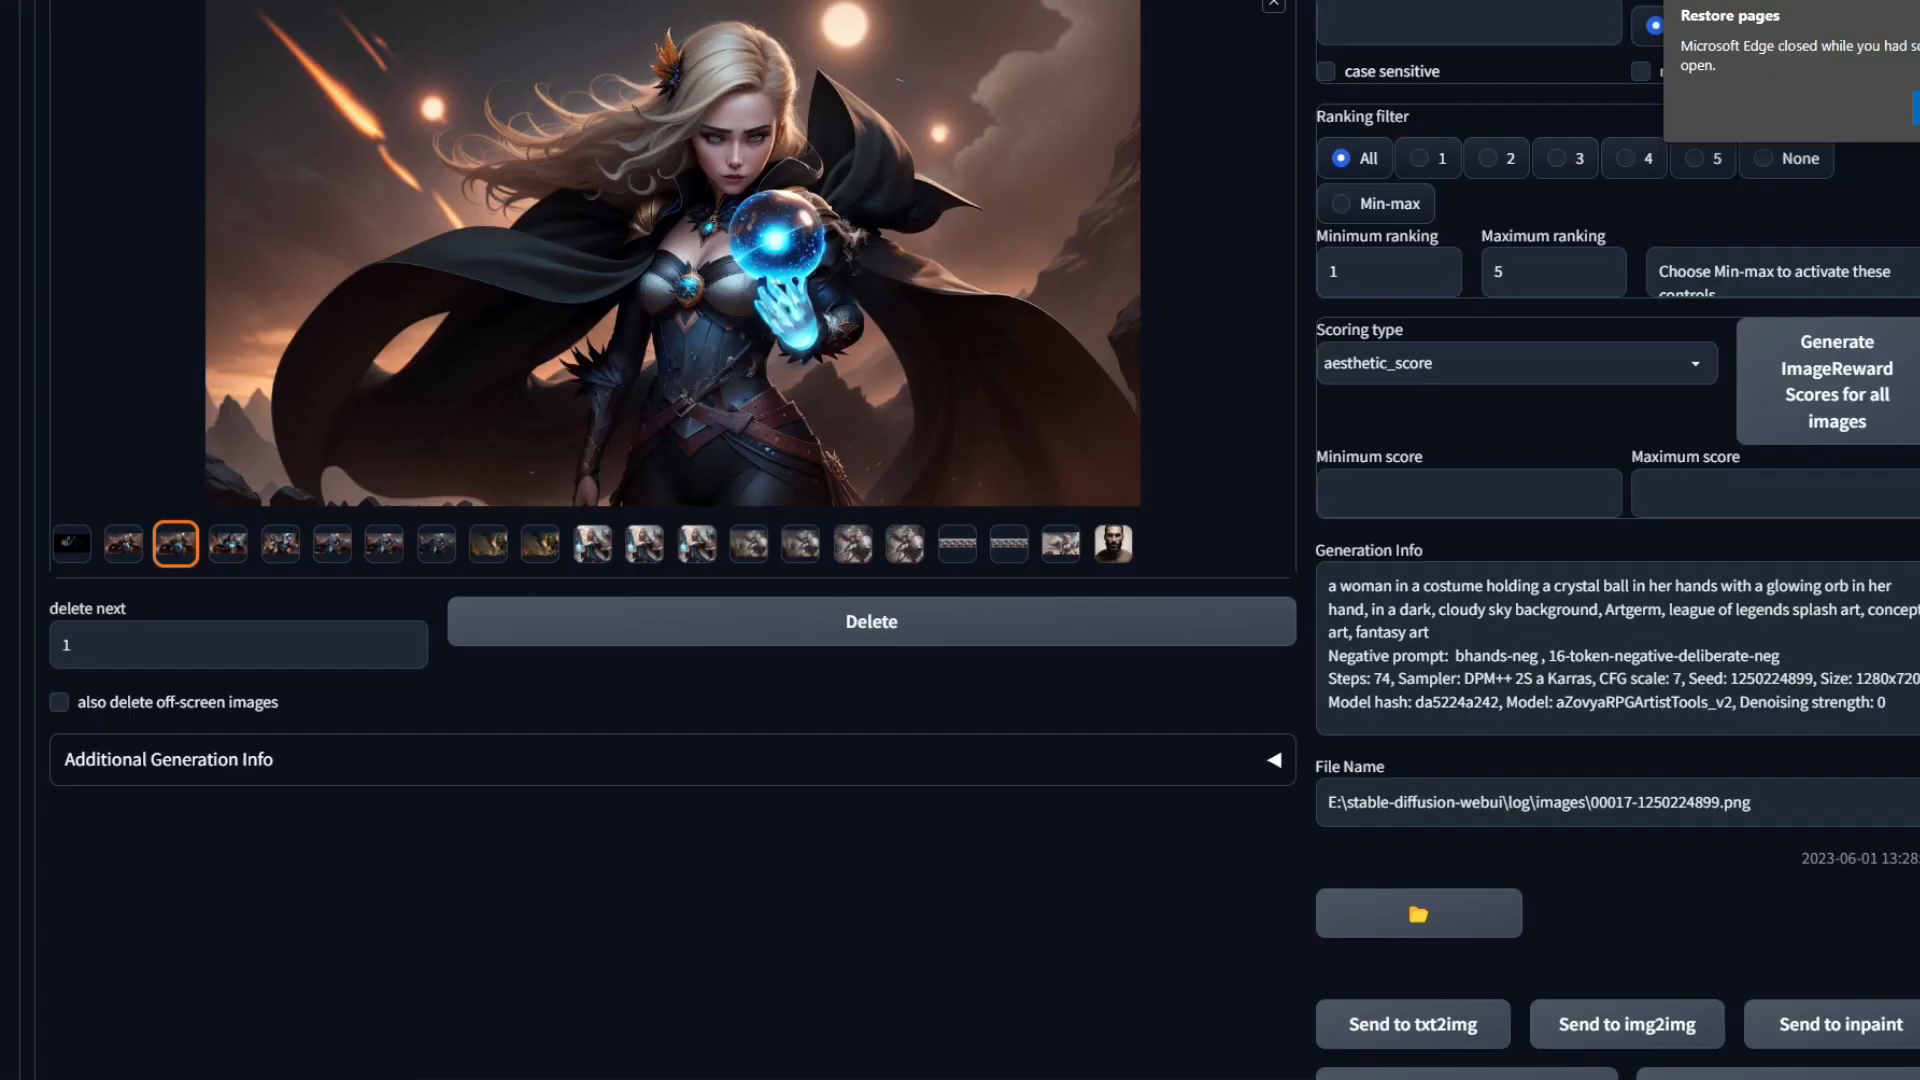 Restore pages
Microsoft Edge closed while you had
open.
case sensitive
Ranking filter
All
1
2
3
4
5
None
Min-max
Minimum ranking
Maximum ranking
1
5
Choose Min-max to activate these
controls
Scoring type
aesthetic_score
Generate
ImageReward
Scores for all
images
Minimum score
Maximum score
Generation Info
a woman in a costume holding a crystal ball in her hands with a glowing orb in her
hand, in a dark, cloudy sky background, Artgerm, league of legends splash art, concept
art, fantasy art
Negative prompt: bhands-neg , 16-token-negative-deliberate-neg
Steps: 74, Sampler: DPM++ 2S a Karras, CFG scale: 7, Seed: 1250224899, Size: 1280x720
Model hash: da5224a242, Model: aZovyaRPGArtistTools_v2, Denoising strength: 0
delete next
1
Delete
also delete off-screen images
Additional Generation Info
File Name
E:\stable-diffusion-webui\log\images\00017-1250224899.png
2023-06-01 13:28:
Send to txt2img
Send to img2img
Send to inpaint